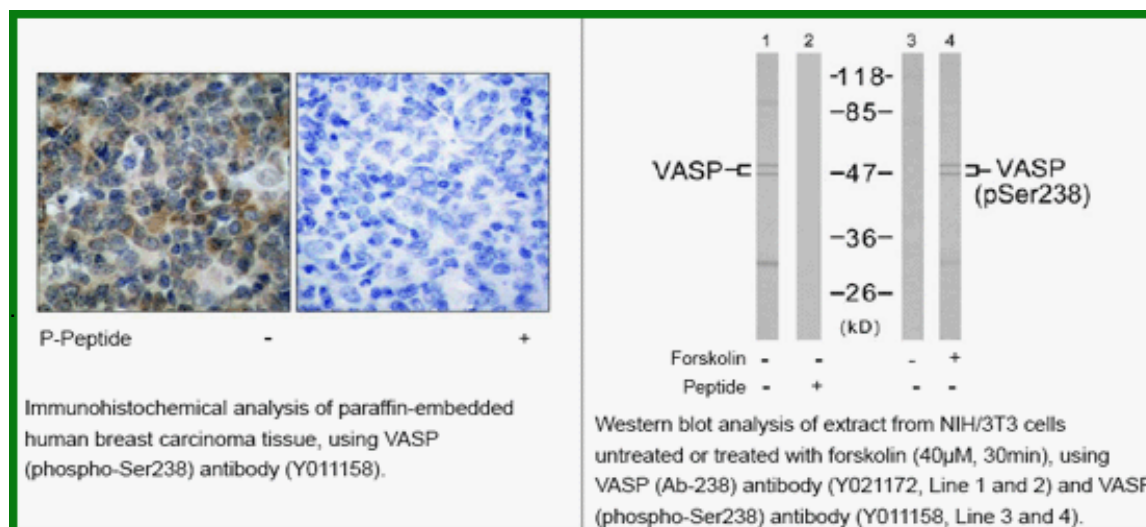 P-Peptide - +
Immunohistochemical analysis of paraffin-embedded
human breast carcinoma tissue, using VASP
(phospho-Ser238) antibody (Y011158).
1 2 3 4
-118-
-85-
VASP -47- VASP
(pSer238)
-36-
-26-
(kD)
Forskolin - - - +
Peptide - + - -
Western blot analysis of extract from NIH/3T3 cells
untreated or treated with forskolin (40µM, 30min), using
VASP (Ab-238) antibody (Y021172, Line 1 and 2) and VASP
(phospho-Ser238) antibody (Y011158, Line 3 and 4).